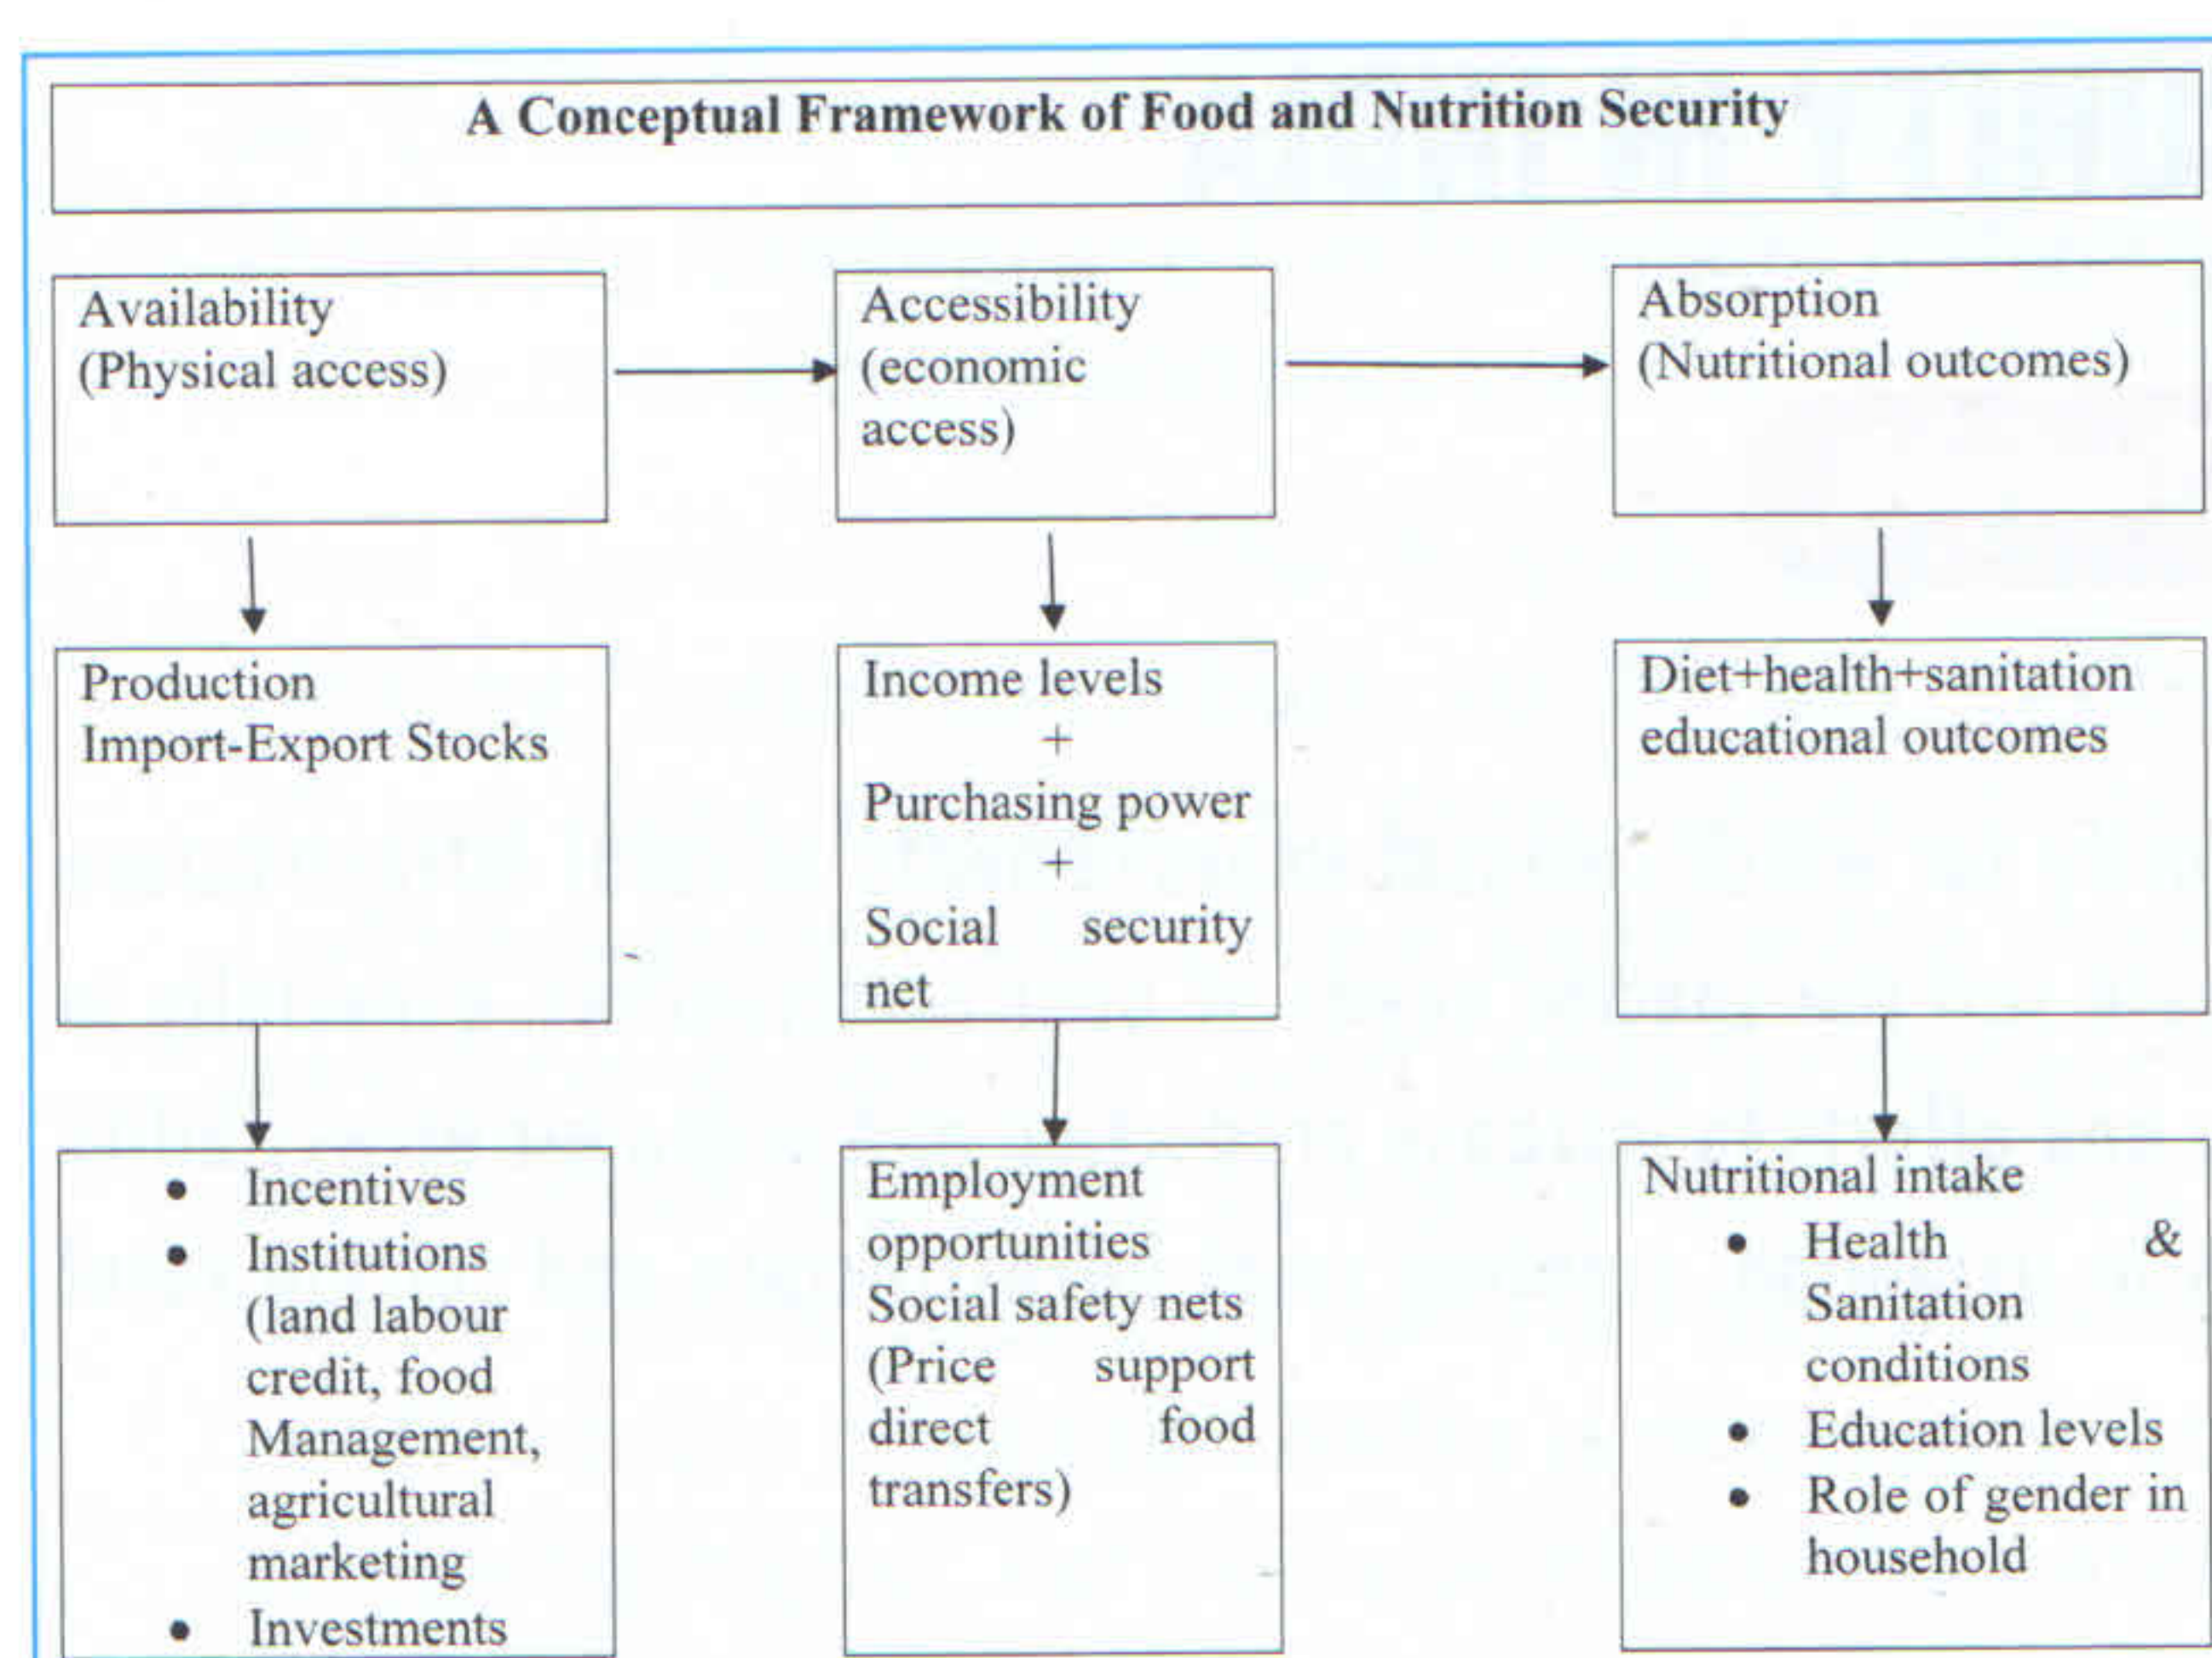 A Conceptual Framework of Food and Nutrition Security
Availability
(Physical access)
Accessibility
(economic
access)
Absorption
(Nutritional outcomes)
Production
Import-Export Stocks
Income levels
+
Purchasing power
+
Social security
net
Diet+health+sanitation
educational outcomes
• Incentives
• Institutions
(land labour
credit, food
Management,
agricultural
marketing
• Investments
Employment
opportunities
Social safety nets
(Price support
direct food
transfers)
Nutritional intake
• Health &
Sanitation
conditions
• Education levels
• Role of gender in
household